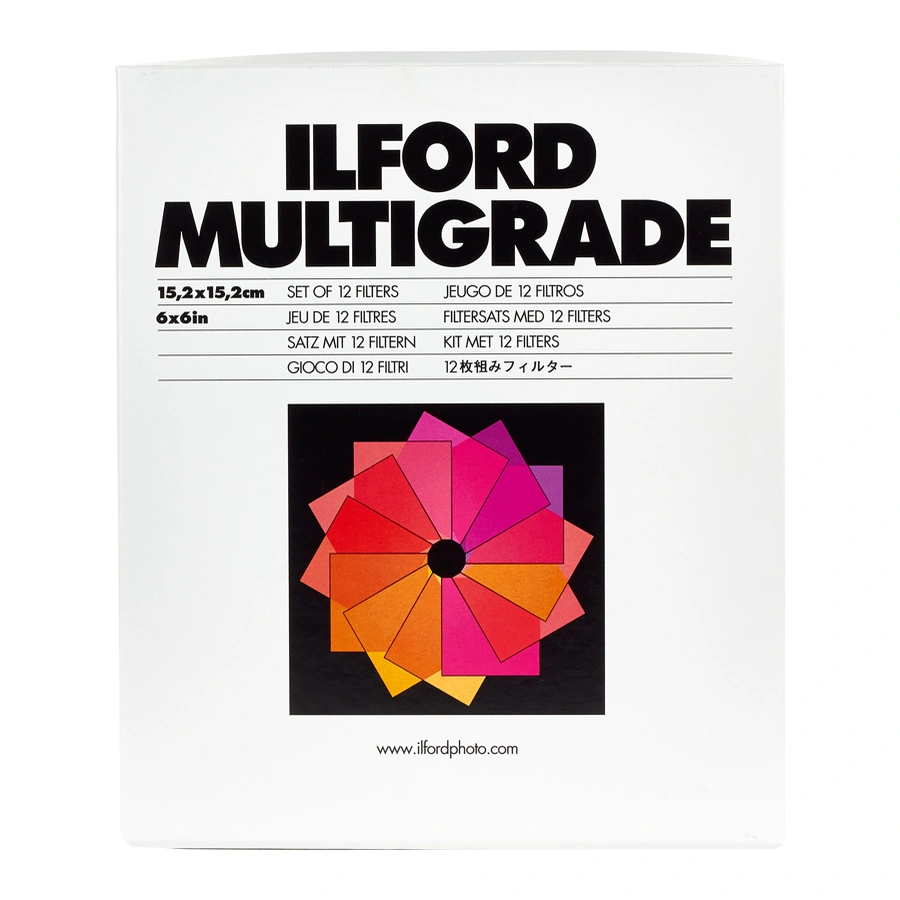 ILFORD
MULTIGRADE
15,2x15,2cm SET OF 12 FILTERS JEUGO DE 12 FILTROS
6x6in JEU DE 12 FILTRES FILTERSATS MED 12 FILTERS
SATZ MIT 12 FILTERN KIT MET 12 FILTERS
GIOCO DI 12 FILTRI 12枚組みフィルター
www.ilfordphoto.com